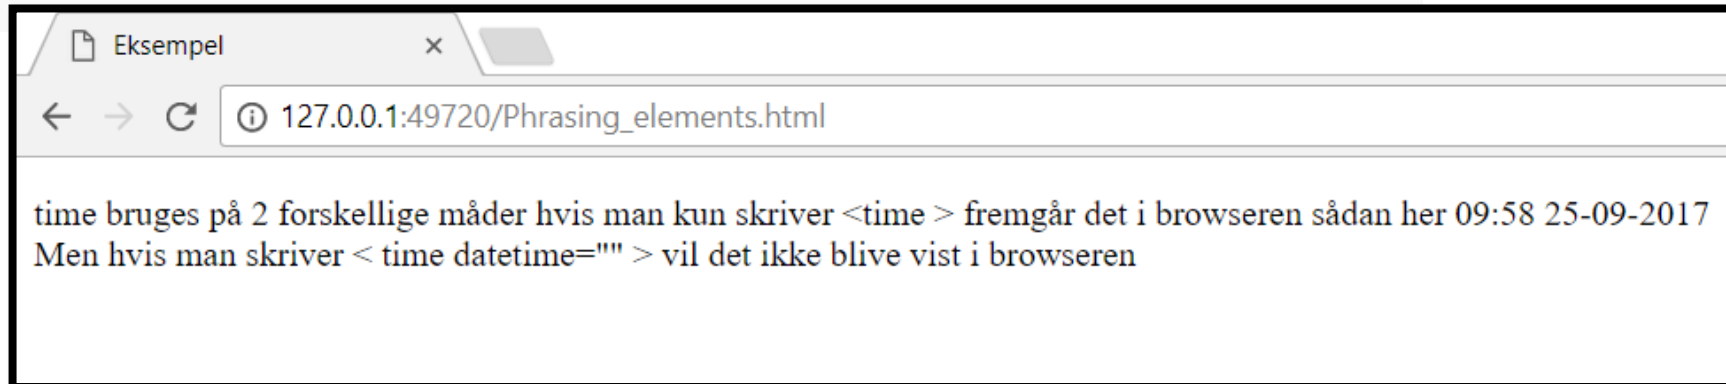 Eksempel
127.0.0.1:49720/Phrasing_elements.html
time bruges på 2 forskellige måder hvis man kun skriver <time > fremgår det i browseren sådan her 09:58 25-09-2017
Men hvis man skriver < time datetime="" > vil det ikke blive vist i browseren